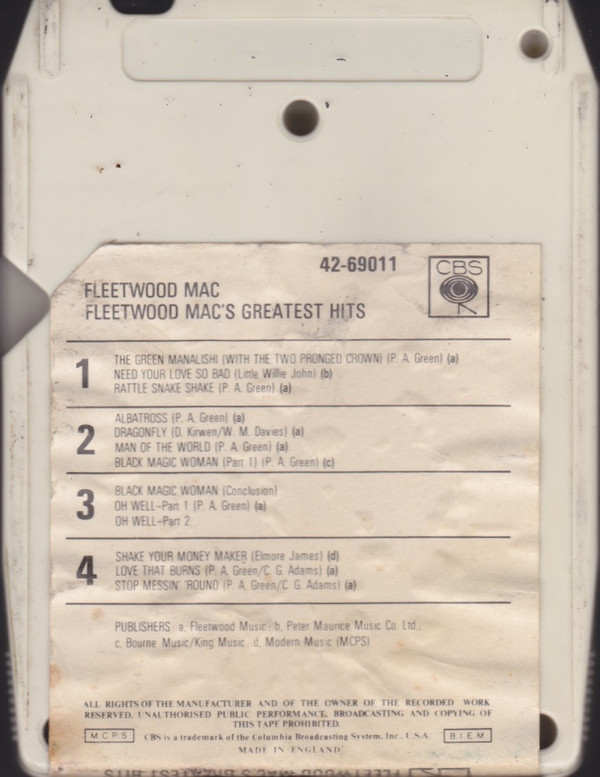 42-69011
CBS
FLEETWOOD MAC
FLEETWOOD MAC'S GREATEST HITS
1
THE GREEN MANALISHI (WITH THE TWO PRONGED CROWN) (P. A. Green) (a)
NEED YOUR LOVE SO BAD (Little Willie John) (b)
RATTLE SNAKE SHAKE (P. A. Green) (a)
2
ALBATROSS (P. A. Green) (a)
DRAGONFLY (D. Kirwen/W. M. Davies) (a)
MAN OF THE WORLD (P. A. Green) (a)
BLACK MAGIC WOMAN (Part 1) (P. A. Green) (c)
3
BLACK MAGIC WOMAN (Conclusion)
OH WELL-Part 1 (P. A. Green) (a)
OH WELL-Part 2
4
SHAKE YOUR MONEY MAKER (Elmore James) (d)
LOVE THAT BURNS (P. A. Green/C. G. Adams) (a)
STOP MESSIN' 'ROUND (P. A. Green/C. G. Adams) (a)
PUBLISHERS: a, Fleetwood Music; b, Peter Maurice Music Co. Ltd.,
c, Bourne Music/King Music; d, Modern Music (MCPS)
ALL RIGHTS OF THE MANUFACTURER AND OF THE OWNER OF THE RECORDED WORK
RESERVED. UNAUTHORISED PUBLIC PERFORMANCE, BROADCASTING AND COPYING OF
THIS TAPE PROHIBITED.
MCPS CBS is a trademark of the Columbia Broadcasting System, Inc., U.S.A. BIEM
MADE IN ENGLAND
FLEETWOOD MAC'S GREATEST HITS